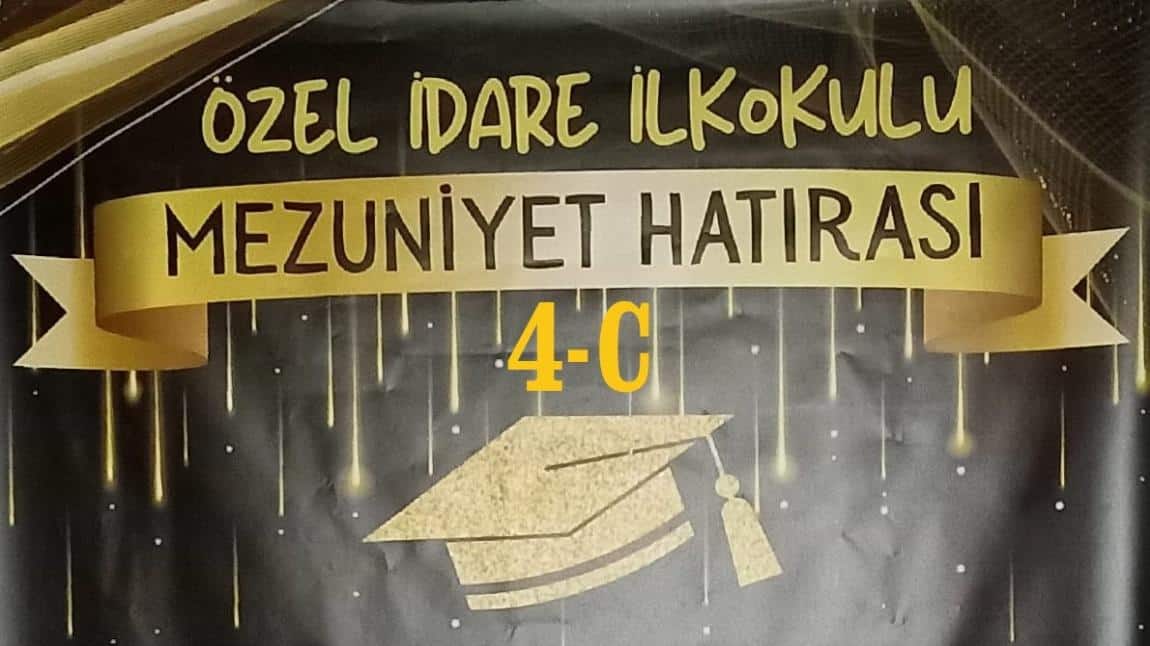 ÖZEL İDARE İLKOKULU
MEZUNİYET HATIRASI
4-C